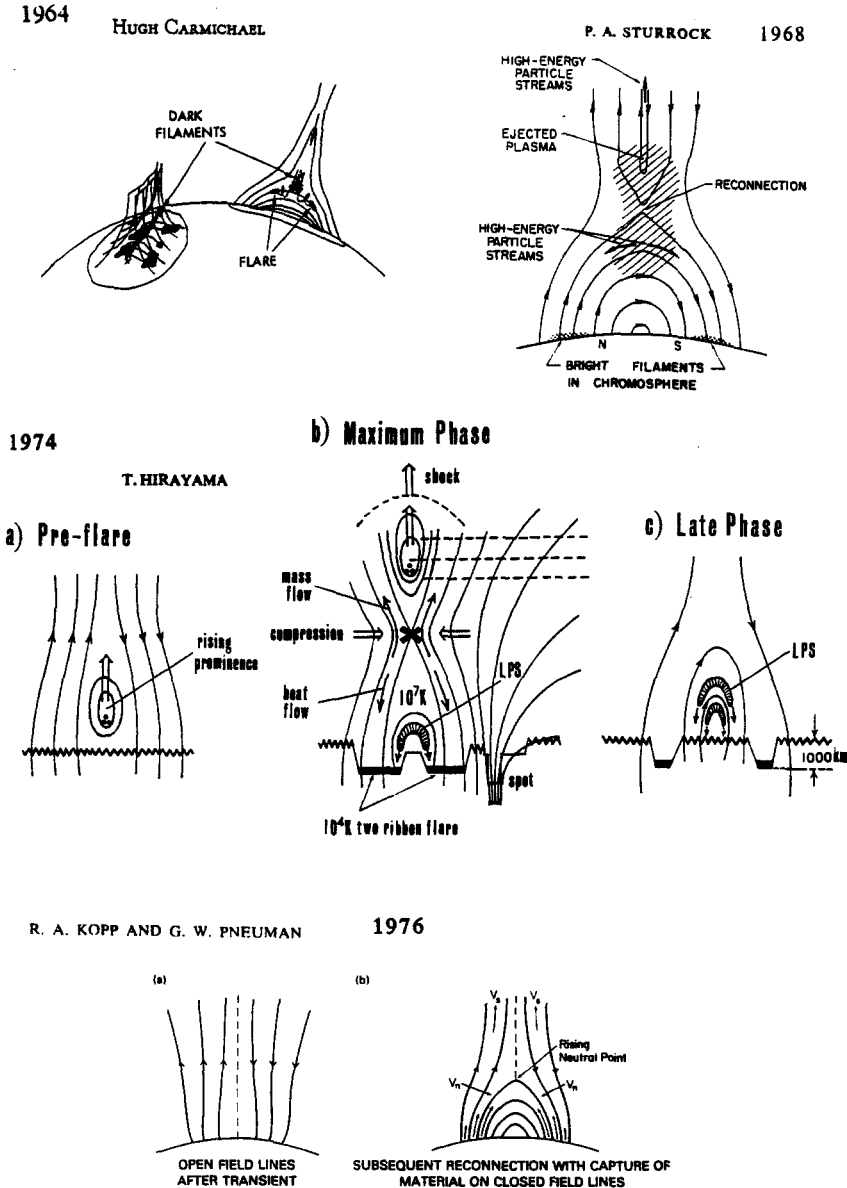 1964
HUGH CARMICHAEL
DARK
FILAMENTS
FLARE
P. A. STURROCK 1968
HIGH-ENERGY
PARTICLE
STREAMS
EJECTED
PLASMA
RECONNECTION
HIGH-ENERGY
PARTICLE
STREAMS
N S
BRIGHT FILAMENTS
IN CHROMOSPHERE
1974
T. HIRAYAMA
a) Pre-flare
rising
prominence
b) Maximum Phase
shock
mass
flow
compression
heat
flow
10⁷K
LPS
spot
10⁴K two ribbon flare
c) Late Phase
LPS
1000 km
R. A. KOPP AND G. W. PNEUMAN 1976
(a)
OPEN FIELD LINES
AFTER TRANSIENT
(b)
Vs Vs
Rising
Neutral Point
Vn Vn
SUBSEQUENT RECONNECTION WITH CAPTURE OF
MATERIAL ON CLOSED FIELD LINES